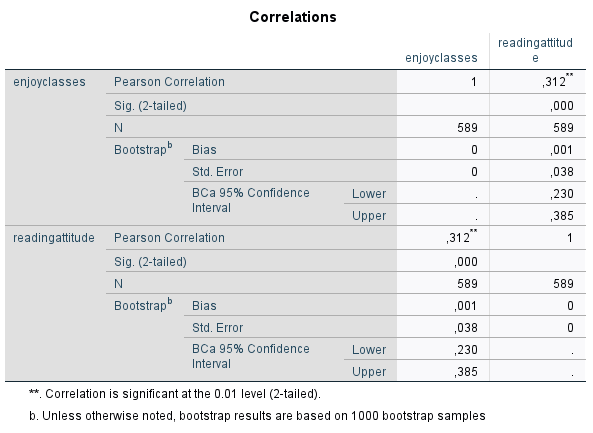 Correlations
enjoyclasses readingattitud
e
enjoyclasses Pearson Correlation 1 ,312**
Sig. (2-tailed) ,000
N 589 589
Bootstrapb Bias 0 ,001
Std. Error 0 ,038
BCa 95% Confidence Interval Lower . ,230
Upper . ,385
readingattitude Pearson Correlation ,312** 1
Sig. (2-tailed) ,000
N 589 589
Bootstrapb Bias ,001 0
Std. Error ,038 0
BCa 95% Confidence Interval Lower ,230 .
Upper ,385 .
**. Correlation is significant at the 0.01 level (2-tailed).
b. Unless otherwise noted, bootstrap results are based on 1000 bootstrap samples